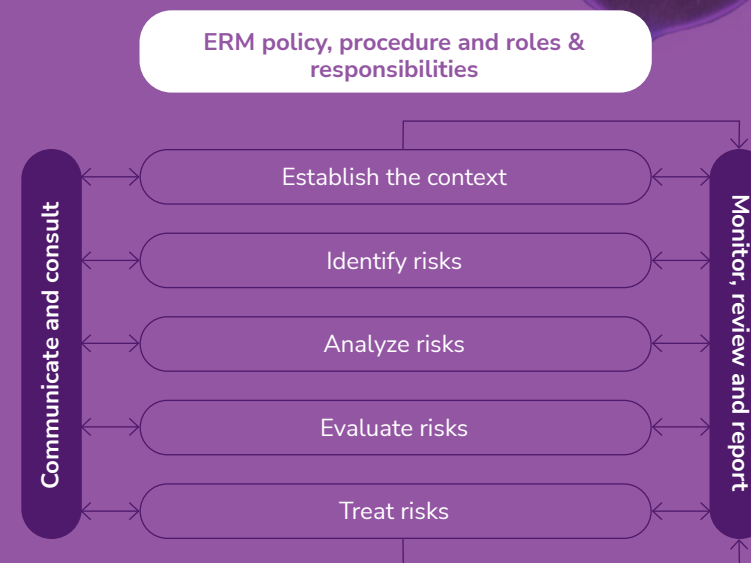 ERM policy, procedure and roles &
responsibilities
Establish the context
Identify risks
Analyze risks
Evaluate risks
Treat risks
Communicate and consult
Monitor, review and report